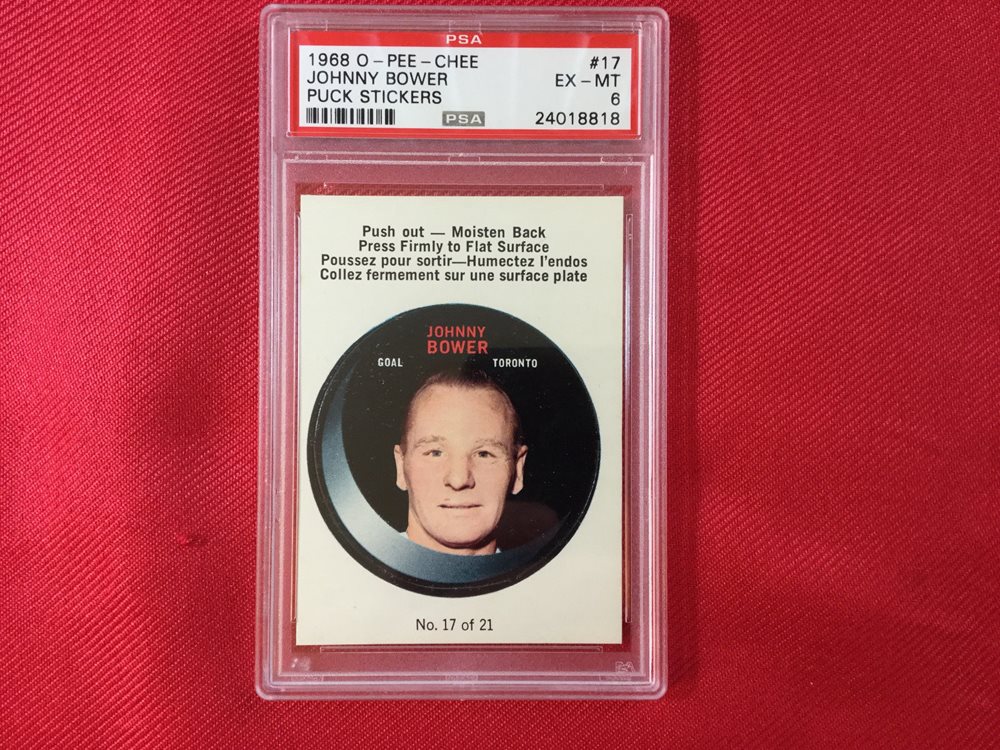 PSA
1968 O-PEE-CHEE #17
JOHNNY BOWER EX-MT
PUCK STICKERS 6
PSA 24018818
Push out — Moisten Back
Press Firmly to Flat Surface
Poussez pour sortir—Humectez l'endos
Collez fermement sur une surface plate
JOHNNY
BOWER
GOAL TORONTO
No. 17 of 21
PSA